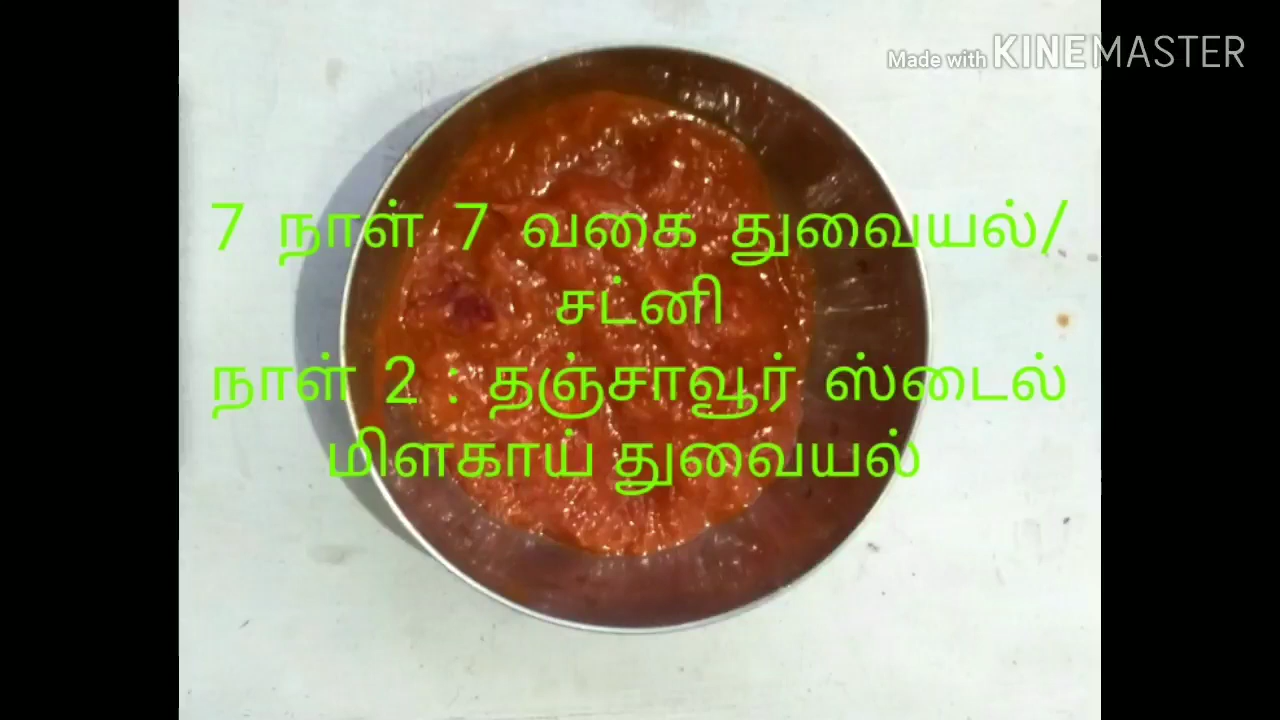 Made with KINEMASTER
7 நாள் 7 வகை துவையல்/
சட்னி
நாள் 2 : தஞ்சாவூர் ஸ்டைல்
மிளகாய் துவையல்